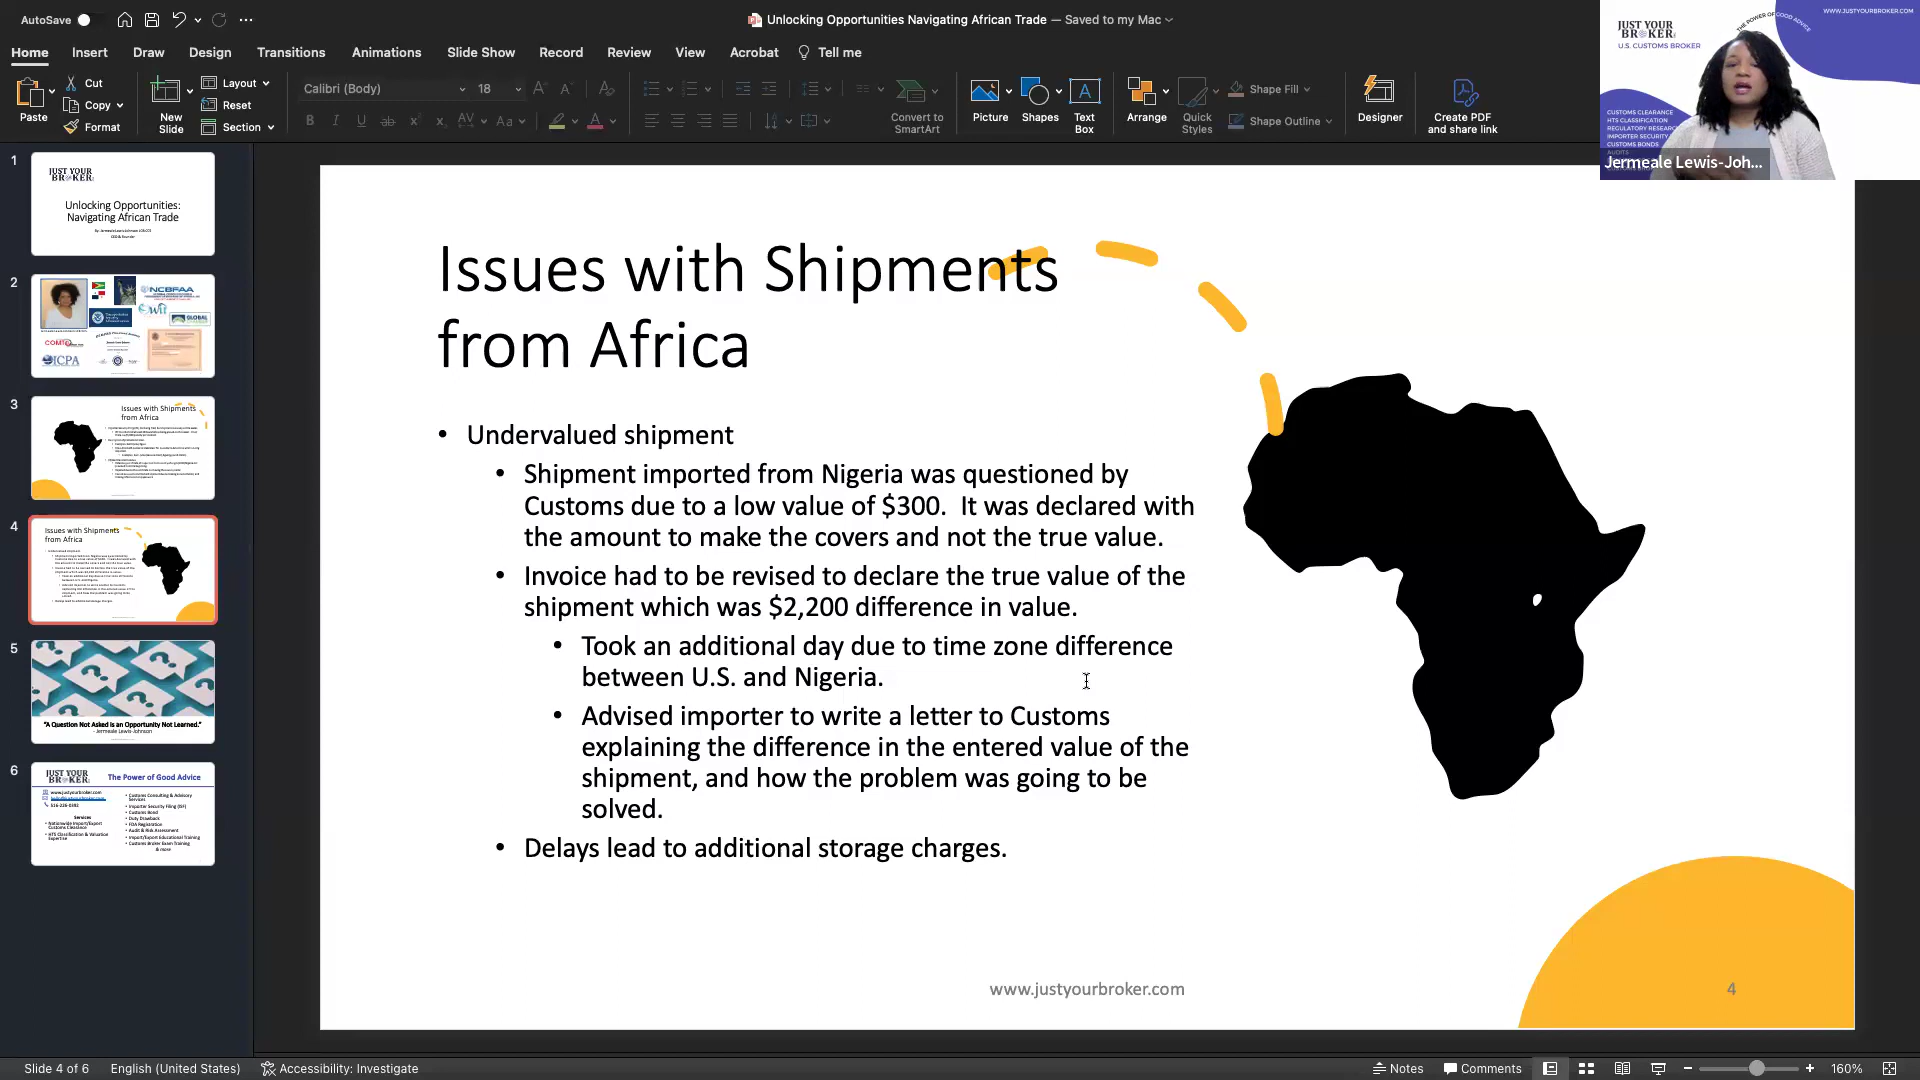 AutoSave
Unlocking Opportunities Navigating African Trade — Saved to my Mac
Home Insert Draw Design Transitions Animations Slide Show Record Review View Acrobat Tell me
Paste
Cut
Copy
Format
New Slide
Layout
Reset
Section
Calibri (Body) 18
Convert to SmartArt
Picture
Shapes
Text Box
Arrange
Quick Styles
Shape Fill
Shape Outline
Designer
Create PDF and share link
JUST YOUR
BROKER
U.S. CUSTOMS BROKER
THE POWER OF GOOD ADVICE
WWW.JUSTYOURBROKER.COM
CUSTOMS CLEARANCE
HTS CLASSIFICATION
IMPORTER SECURITY
CUSTOMS BONDS
AUDITS
Jermeale Lewis-Joh...
1
JUST YOUR
BROKER
Unlocking Opportunities:
Navigating African Trade
2
NCBFAA
GLOBAL
ICPA
3
Issues with Shipments
from Africa
4
Issues with Shipments
from Africa
5
"A Question Not Asked is an Opportunity Not Learned."
- Jermeale Lewis-Johnson
6
JUST YOUR
BROKER
The Power of Good Advice
www.justyourbroker.com
516-226-0392
Services
• Nationwide Import/Export
Customs Clearance
• HTS Classification & Valuation
Expertise
• Customs Consulting & Advisory
Services
• Importer Security Filing (ISF)
• Customs Bond
• Duty Drawback
• FDA Registration
• Audit & Risk Assessment
• Import/Export Educational Training
• Customs Broker Exam Training
& more
Issues with Shipments
from Africa
• Undervalued shipment
• Shipment imported from Nigeria was questioned by
Customs due to a low value of $300. It was declared with
the amount to make the covers and not the true value.
• Invoice had to be revised to declare the true value of the
shipment which was $2,200 difference in value.
• Took an additional day due to time zone difference
between U.S. and Nigeria.
• Advised importer to write a letter to Customs
explaining the difference in the entered value of the
shipment, and how the problem was going to be
solved.
• Delays lead to additional storage charges.
www.justyourbroker.com
4
Slide 4 of 6 English (United States) Accessibility: Investigate Notes Comments 160%